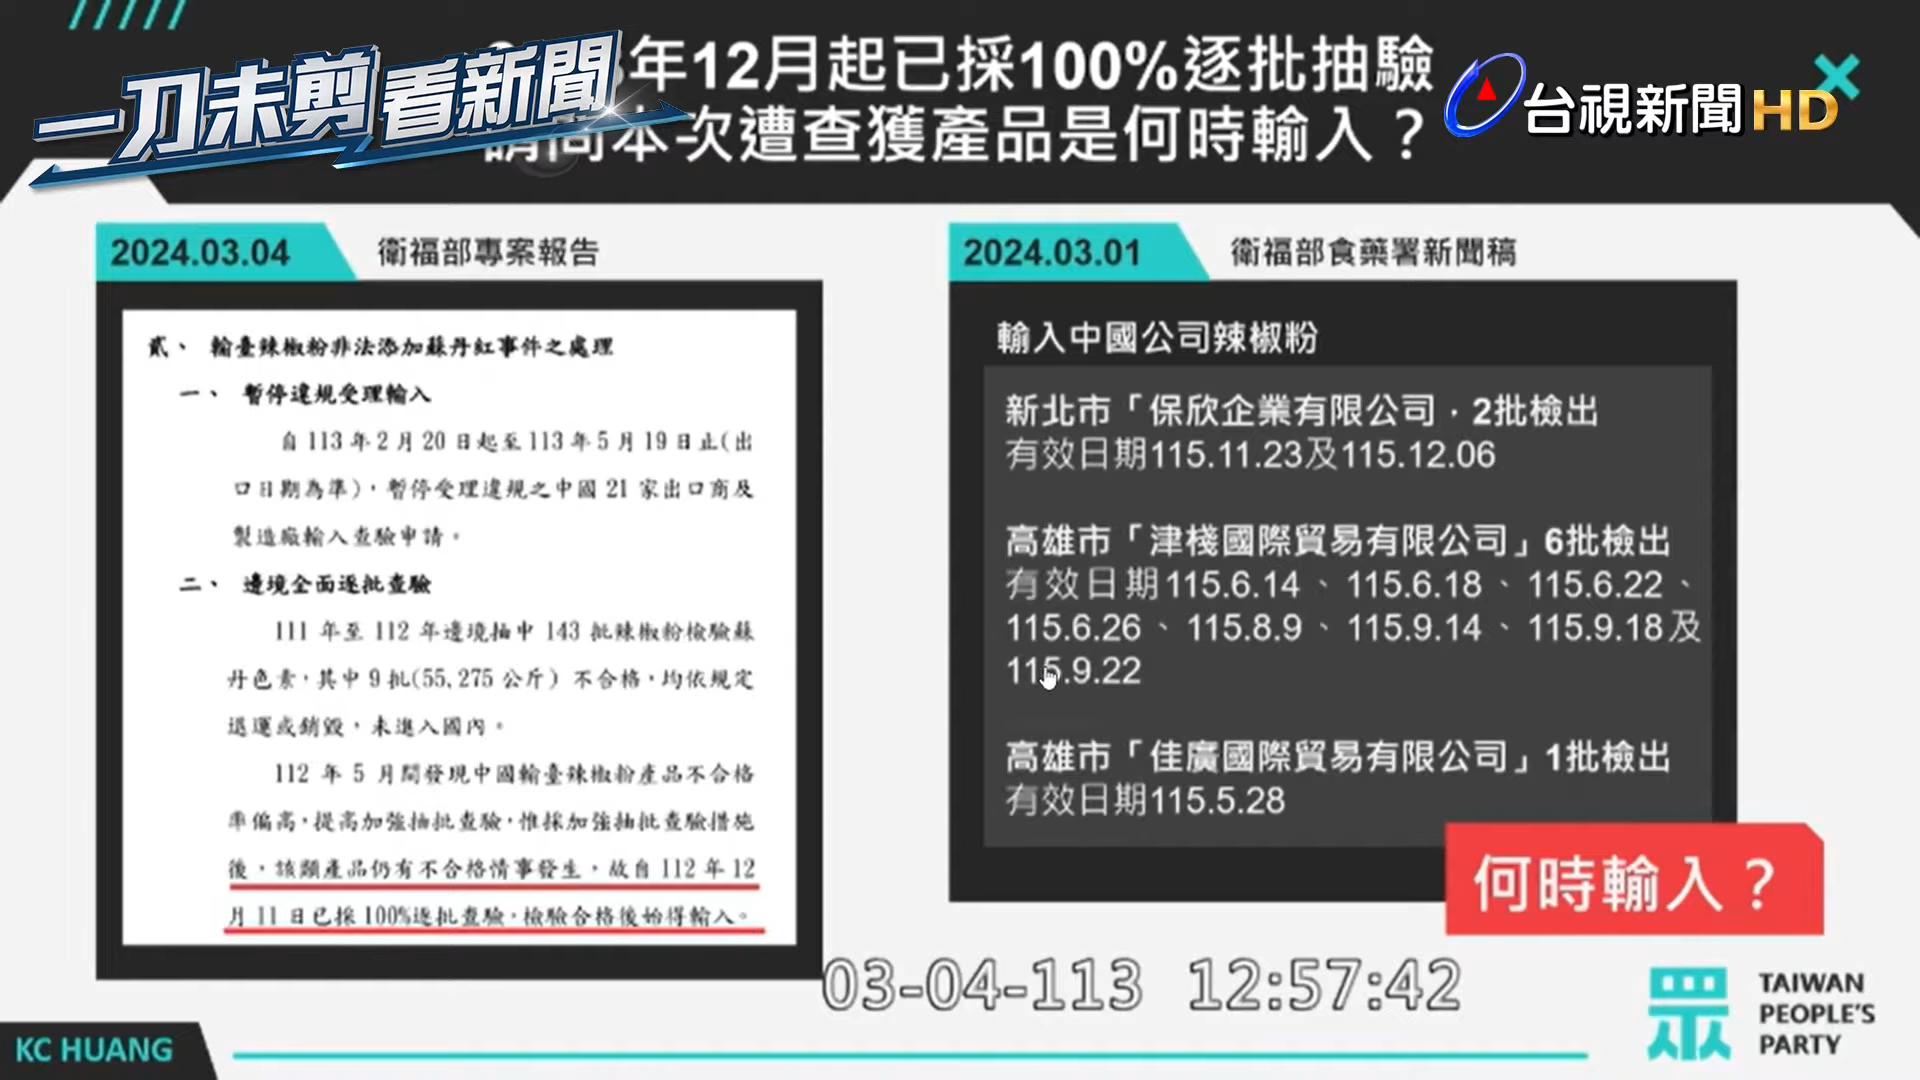 一刀未剪看新聞
年12月起已採100%逐批抽驗
請問本次遭查獲產品是何時輸入？
台視新聞HD
2024.03.04 衛福部專案報告
貳、輸臺辣椒粉非法添加蘇丹紅事件之處理
一、暫停違規受理輸入
自113年2月20日起至113年5月19日止(出
口日期為準)，暫停受理違規之中國21家出口商及
製造廠輸入查驗申請。
二、邊境全面逐批查驗
111年至112年邊境抽中143批辣椒粉檢驗蘇
丹色素，其中9批(55,275公斤)不合格，均依規定
退運或銷毀，未進入國內。
112年5月間發現中國輸臺辣椒粉產品不合格
率偏高，提高加強抽批查驗，惟採加強抽批查驗措施
後，該類產品仍有不合格情事發生，故自112年12
月11日已採100%逐批查驗，檢驗合格後始得輸入。
2024.03.01 衛福部食藥署新聞稿
輸入中國公司辣椒粉
新北市「保欣企業有限公司，2批檢出
有效日期115.11.23及115.12.06
高雄市「津棧國際貿易有限公司」6批檢出
有效日期115.6.14、115.6.18、115.6.22、
115.6.26、115.8.9、115.9.14、115.9.18及
115.9.22
高雄市「佳廣國際貿易有限公司」1批檢出
有效日期115.5.28
何時輸入？
03-04-113 12:57:42
KC HUANG
眾
TAIWAN
PEOPLE'S
PARTY